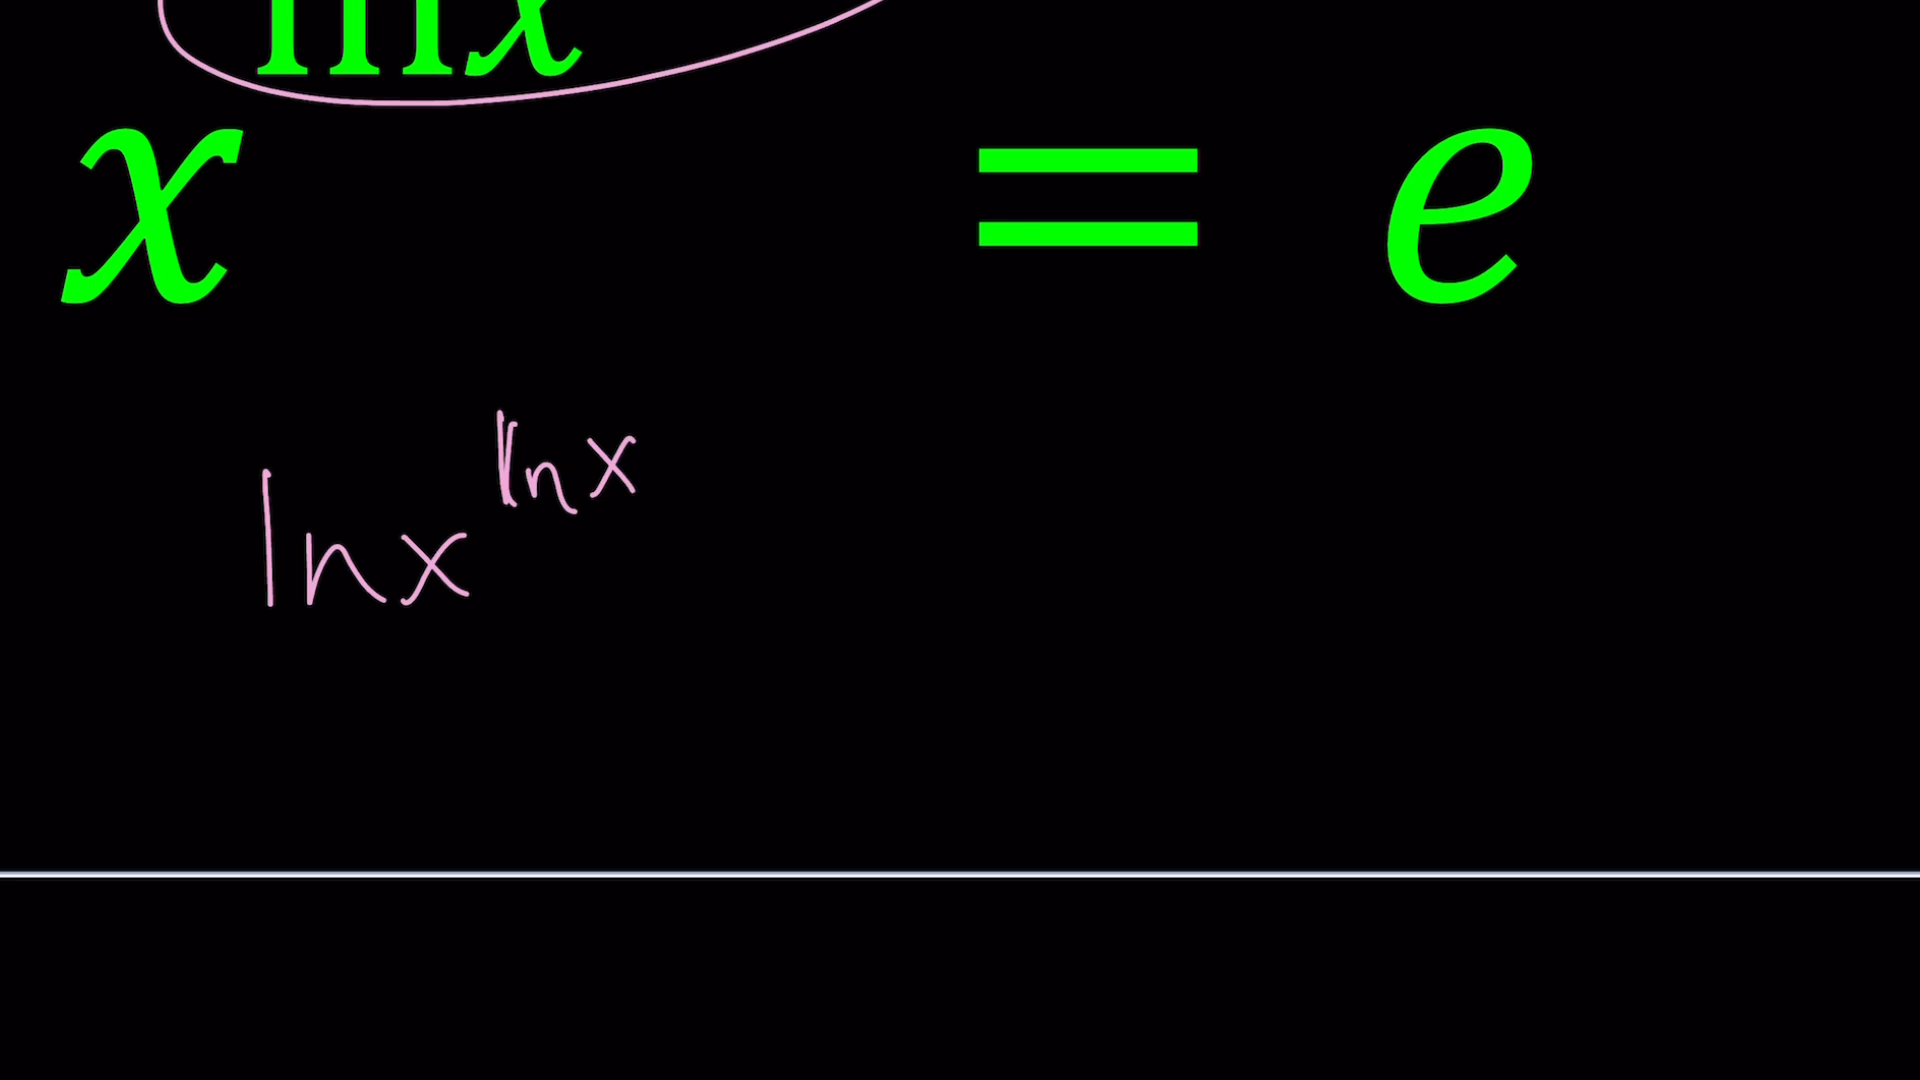 ln x
x = e
ln x ln x